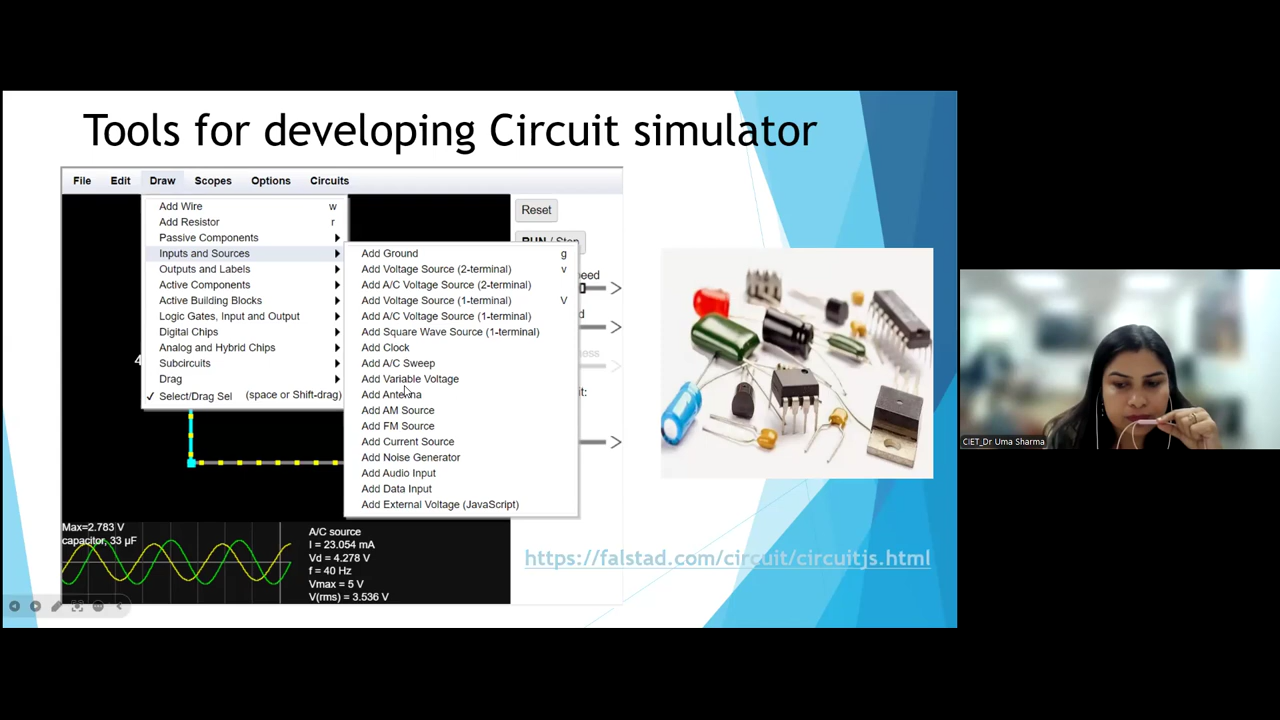 Tools for developing Circuit simulator
File Edit Draw Scopes Options Circuits
Add Wire w
Add Resistor r
Passive Components
Inputs and Sources
Outputs and Labels
Active Components
Active Building Blocks
Logic Gates, Input and Output
Digital Chips
Analog and Hybrid Chips
Subcircuits
Drag
✓ Select/Drag Sel (space or Shift-drag)
Add Ground g
Add Voltage Source (2-terminal) v
Add A/C Voltage Source (2-terminal)
Add Voltage Source (1-terminal) V
Add A/C Voltage Source (1-terminal)
Add Square Wave Source (1-terminal)
Add Clock
Add A/C Sweep
Add Variable Voltage
Add Antenna
Add AM Source
Add FM Source
Add Current Source
Add Noise Generator
Add Audio Input
Add Data Input
Add External Voltage (JavaScript)
Reset
RUN / Stop
eed
d
ess
it:
4
Max=2.783 V
capacitor, 33 µF
A/C source
I = 23.054 mA
Vd = 4.278 V
f = 40 Hz
Vmax = 5 V
V(rms) = 3.536 V
https://falstad.com/circuit/circuitjs.html
CIET_Dr Uma Sharma